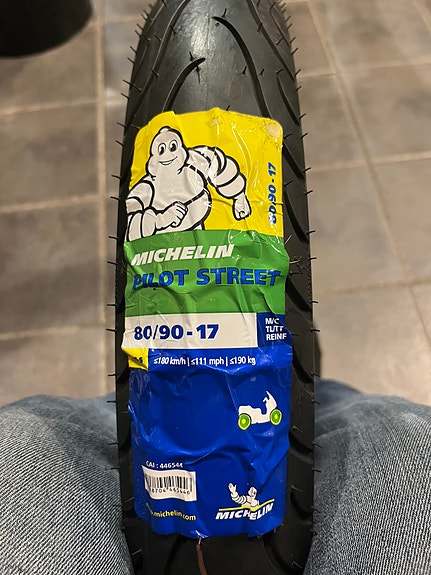 80/90-17
MICHELIN
PILOT STREET
80/90-17
M/C
TL/TT
REINF
≤180 km/h | ≤111 mph | ≤190 kg
CAI : 446544
.michelin.com
MICHELIN